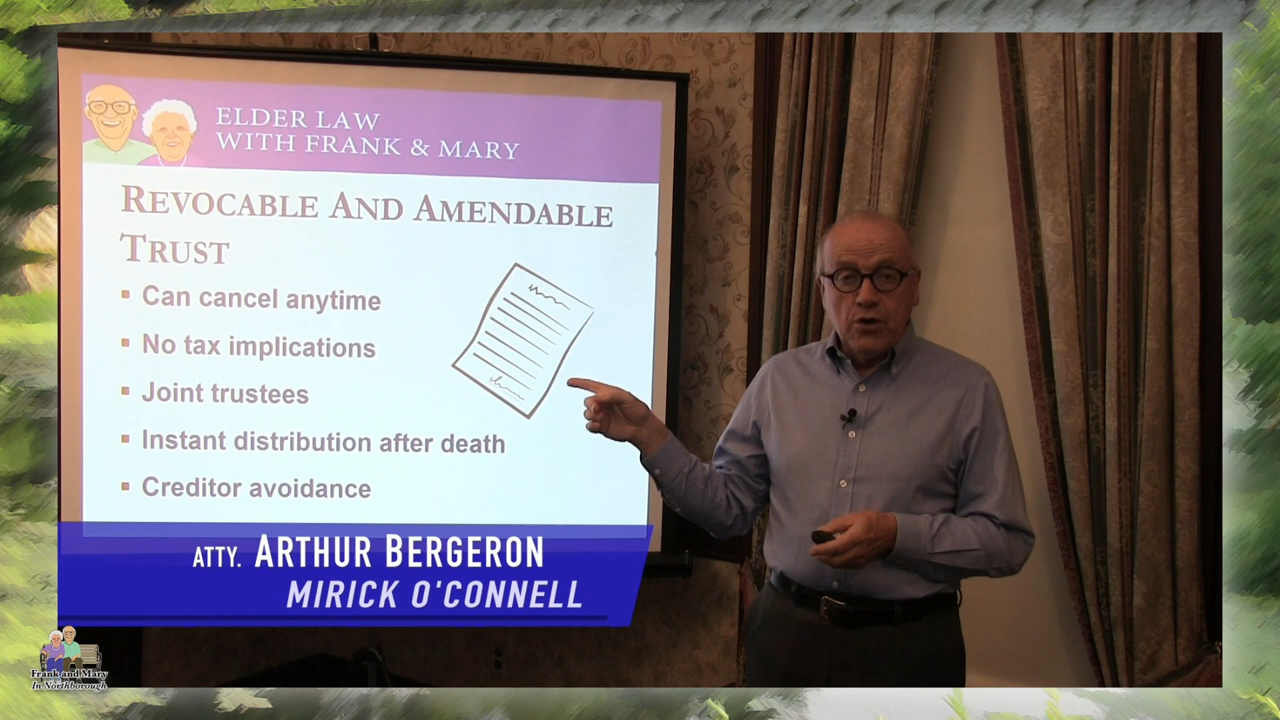 ELDER LAW
WITH FRANK & MARY
REVOCABLE AND AMENDABLE
TRUST
▪ Can cancel anytime
▪ No tax implications
▪ Joint trustees
▪ Instant distribution after death
▪ Creditor avoidance
ATTY. ARTHUR BERGERON
MIRICK O'CONNELL
Frank and Mary
In Northborough